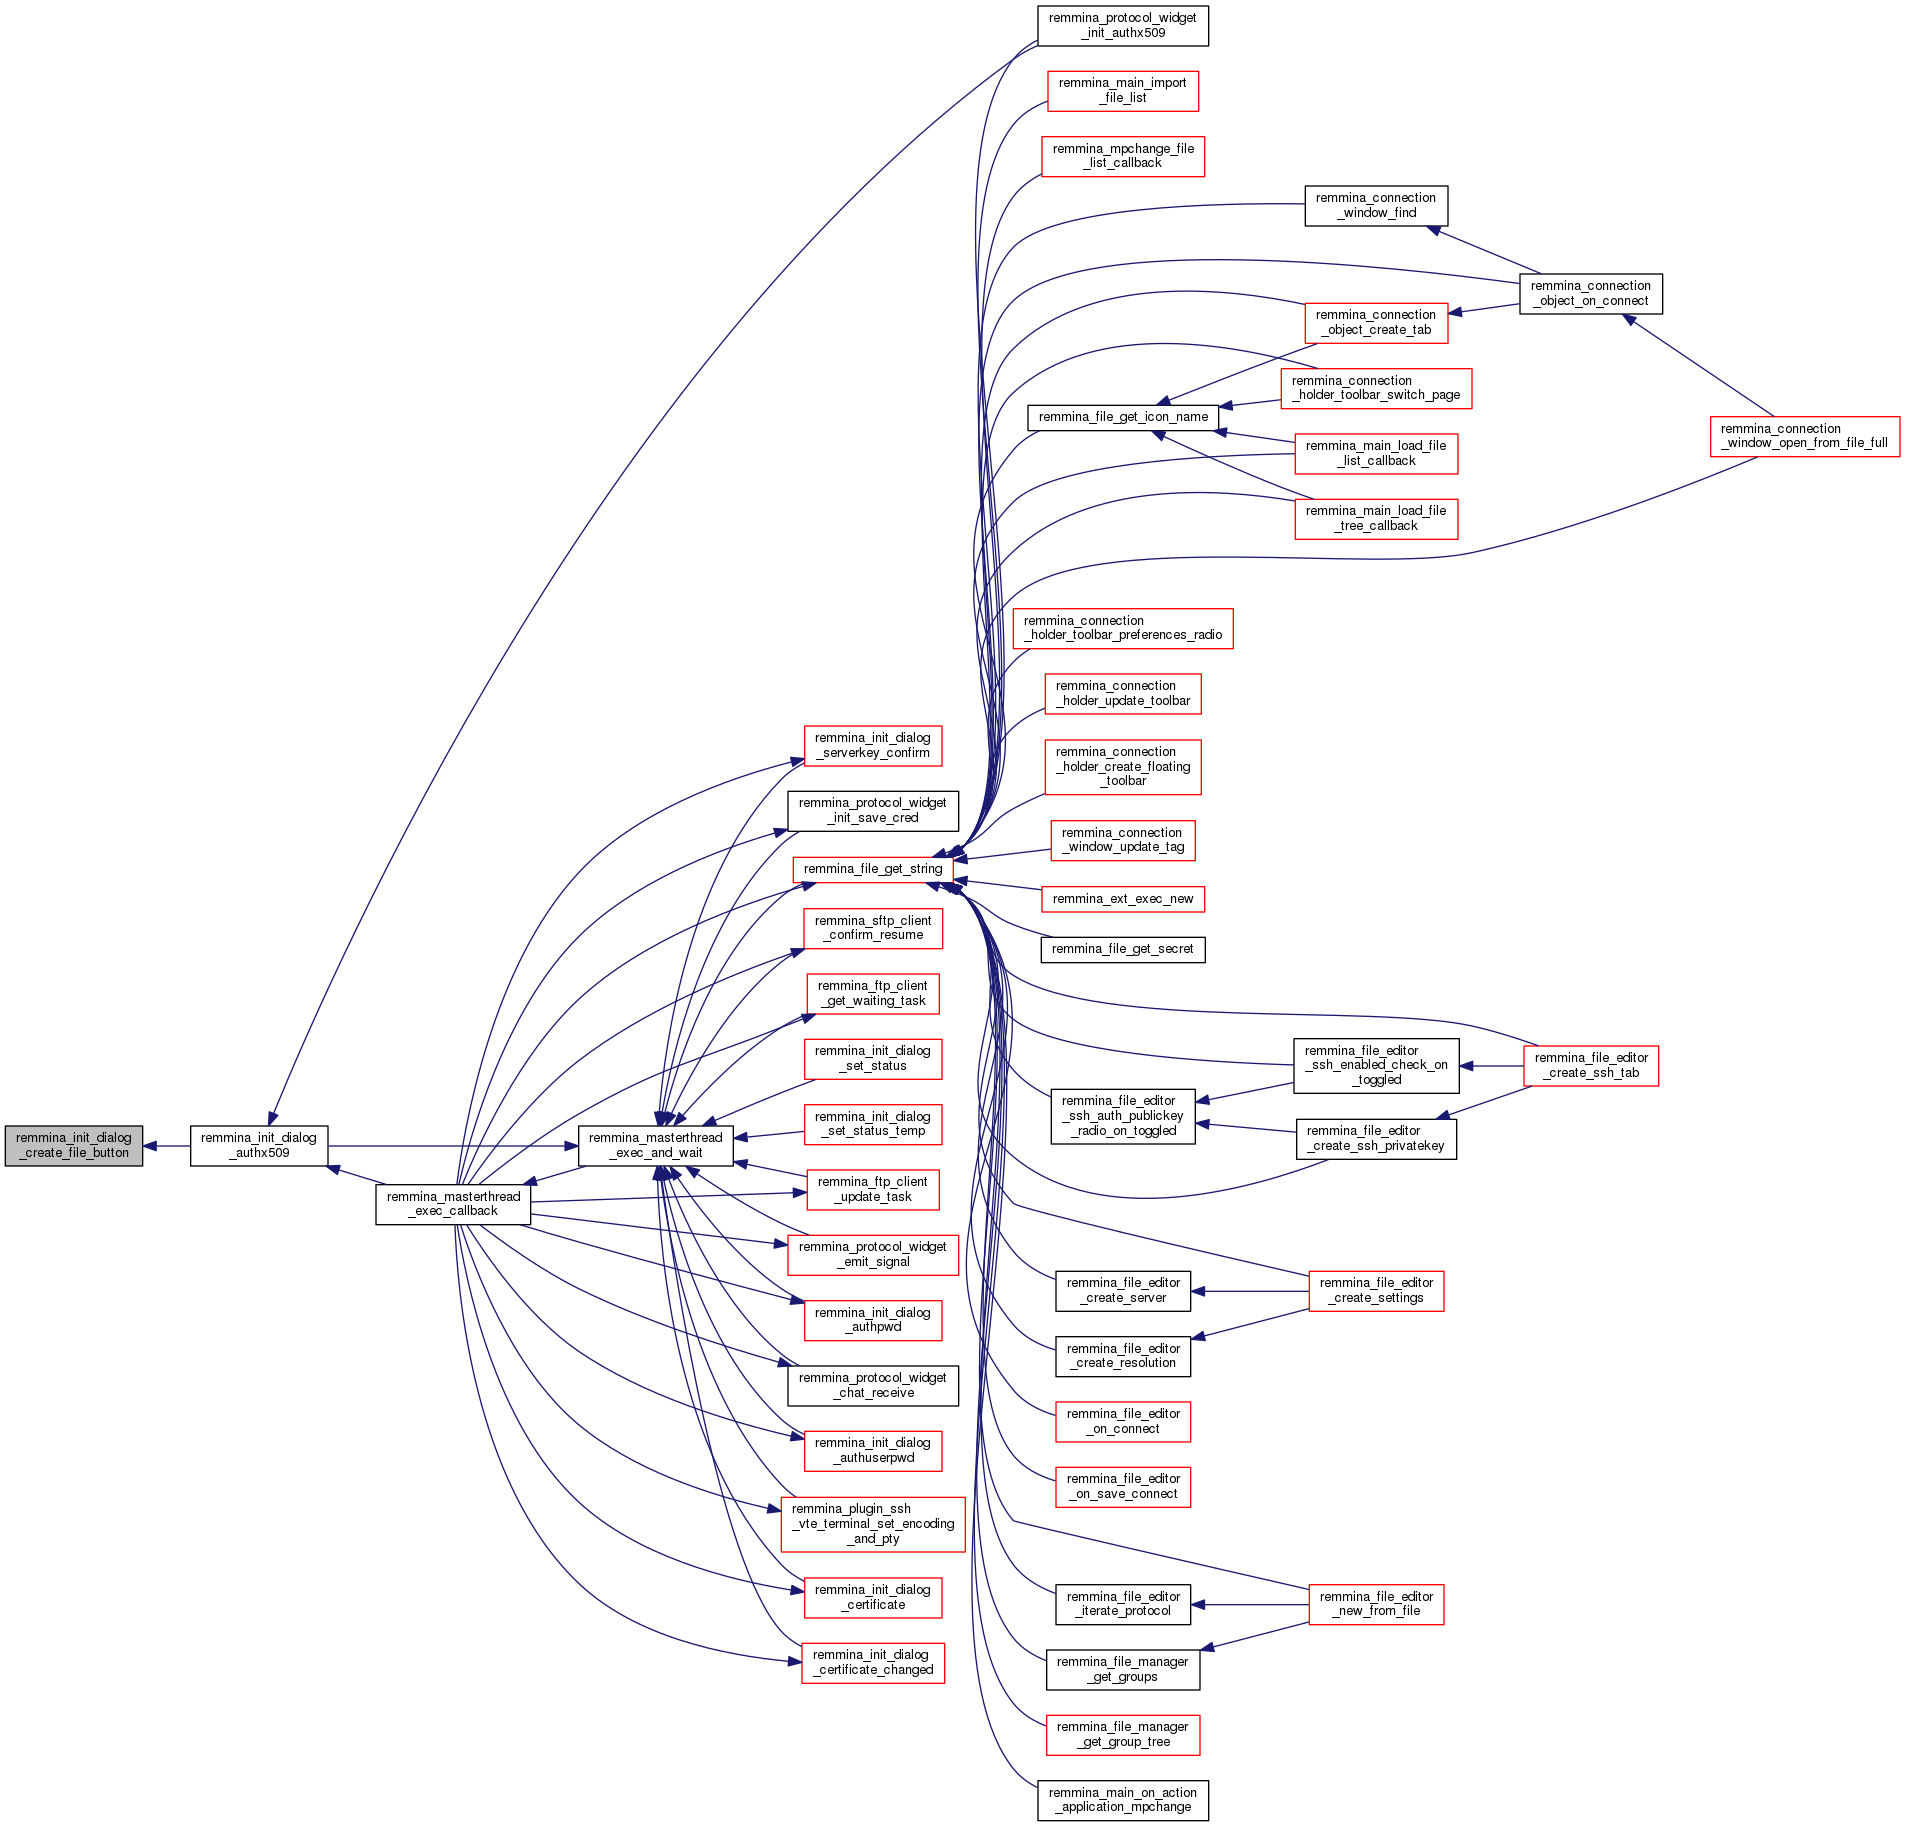 remmina_init_dialog
_create_file_button
remmina_init_dialog
_authx509
remmina_masterthread
_exec_callback
remmina_masterthread
_exec_and_wait
remmina_init_dialog
_serverkey_confirm
remmina_protocol_widget
_init_save_cred
remmina_file_get_string
remmina_sftp_client
_confirm_resume
remmina_ftp_client
_get_waiting_task
remmina_init_dialog
_set_status
remmina_init_dialog
_set_status_temp
remmina_ftp_client
_update_task
remmina_protocol_widget
_emit_signal
remmina_init_dialog
_authpwd
remmina_protocol_widget
_chat_receive
remmina_init_dialog
_authuserpwd
remmina_plugin_ssh
_vte_terminal_set_encoding
_and_pty
remmina_init_dialog
_certificate
remmina_init_dialog
_certificate_changed
remmina_protocol_widget
_init_authx509
remmina_main_import
_file_list
remmina_mpchange_file
_list_callback
remmina_file_get_icon_name
remmina_connection
_holder_toolbar_preferences_radio
remmina_connection
_holder_update_toolbar
remmina_connection
_holder_create_floating
_toolbar
remmina_connection
_window_update_tag
remmina_ext_exec_new
remmina_file_get_secret
remmina_file_editor
_ssh_auth_publickey
_radio_on_toggled
remmina_file_editor
_create_server
remmina_file_editor
_create_resolution
remmina_file_editor
_on_connect
remmina_file_editor
_on_save_connect
remmina_file_editor
_iterate_protocol
remmina_file_manager
_get_groups
remmina_file_manager
_get_group_tree
remmina_main_on_action
_application_mpchange
remmina_connection
_window_find
remmina_connection
_object_create_tab
remmina_connection
_holder_toolbar_switch_page
remmina_main_load_file
_list_callback
remmina_main_load_file
_tree_callback
remmina_file_editor
_ssh_enabled_check_on
_toggled
remmina_file_editor
_create_ssh_privatekey
remmina_file_editor
_create_settings
remmina_file_editor
_new_from_file
remmina_connection
_object_on_connect
remmina_file_editor
_create_ssh_tab
remmina_connection
_window_open_from_file_full